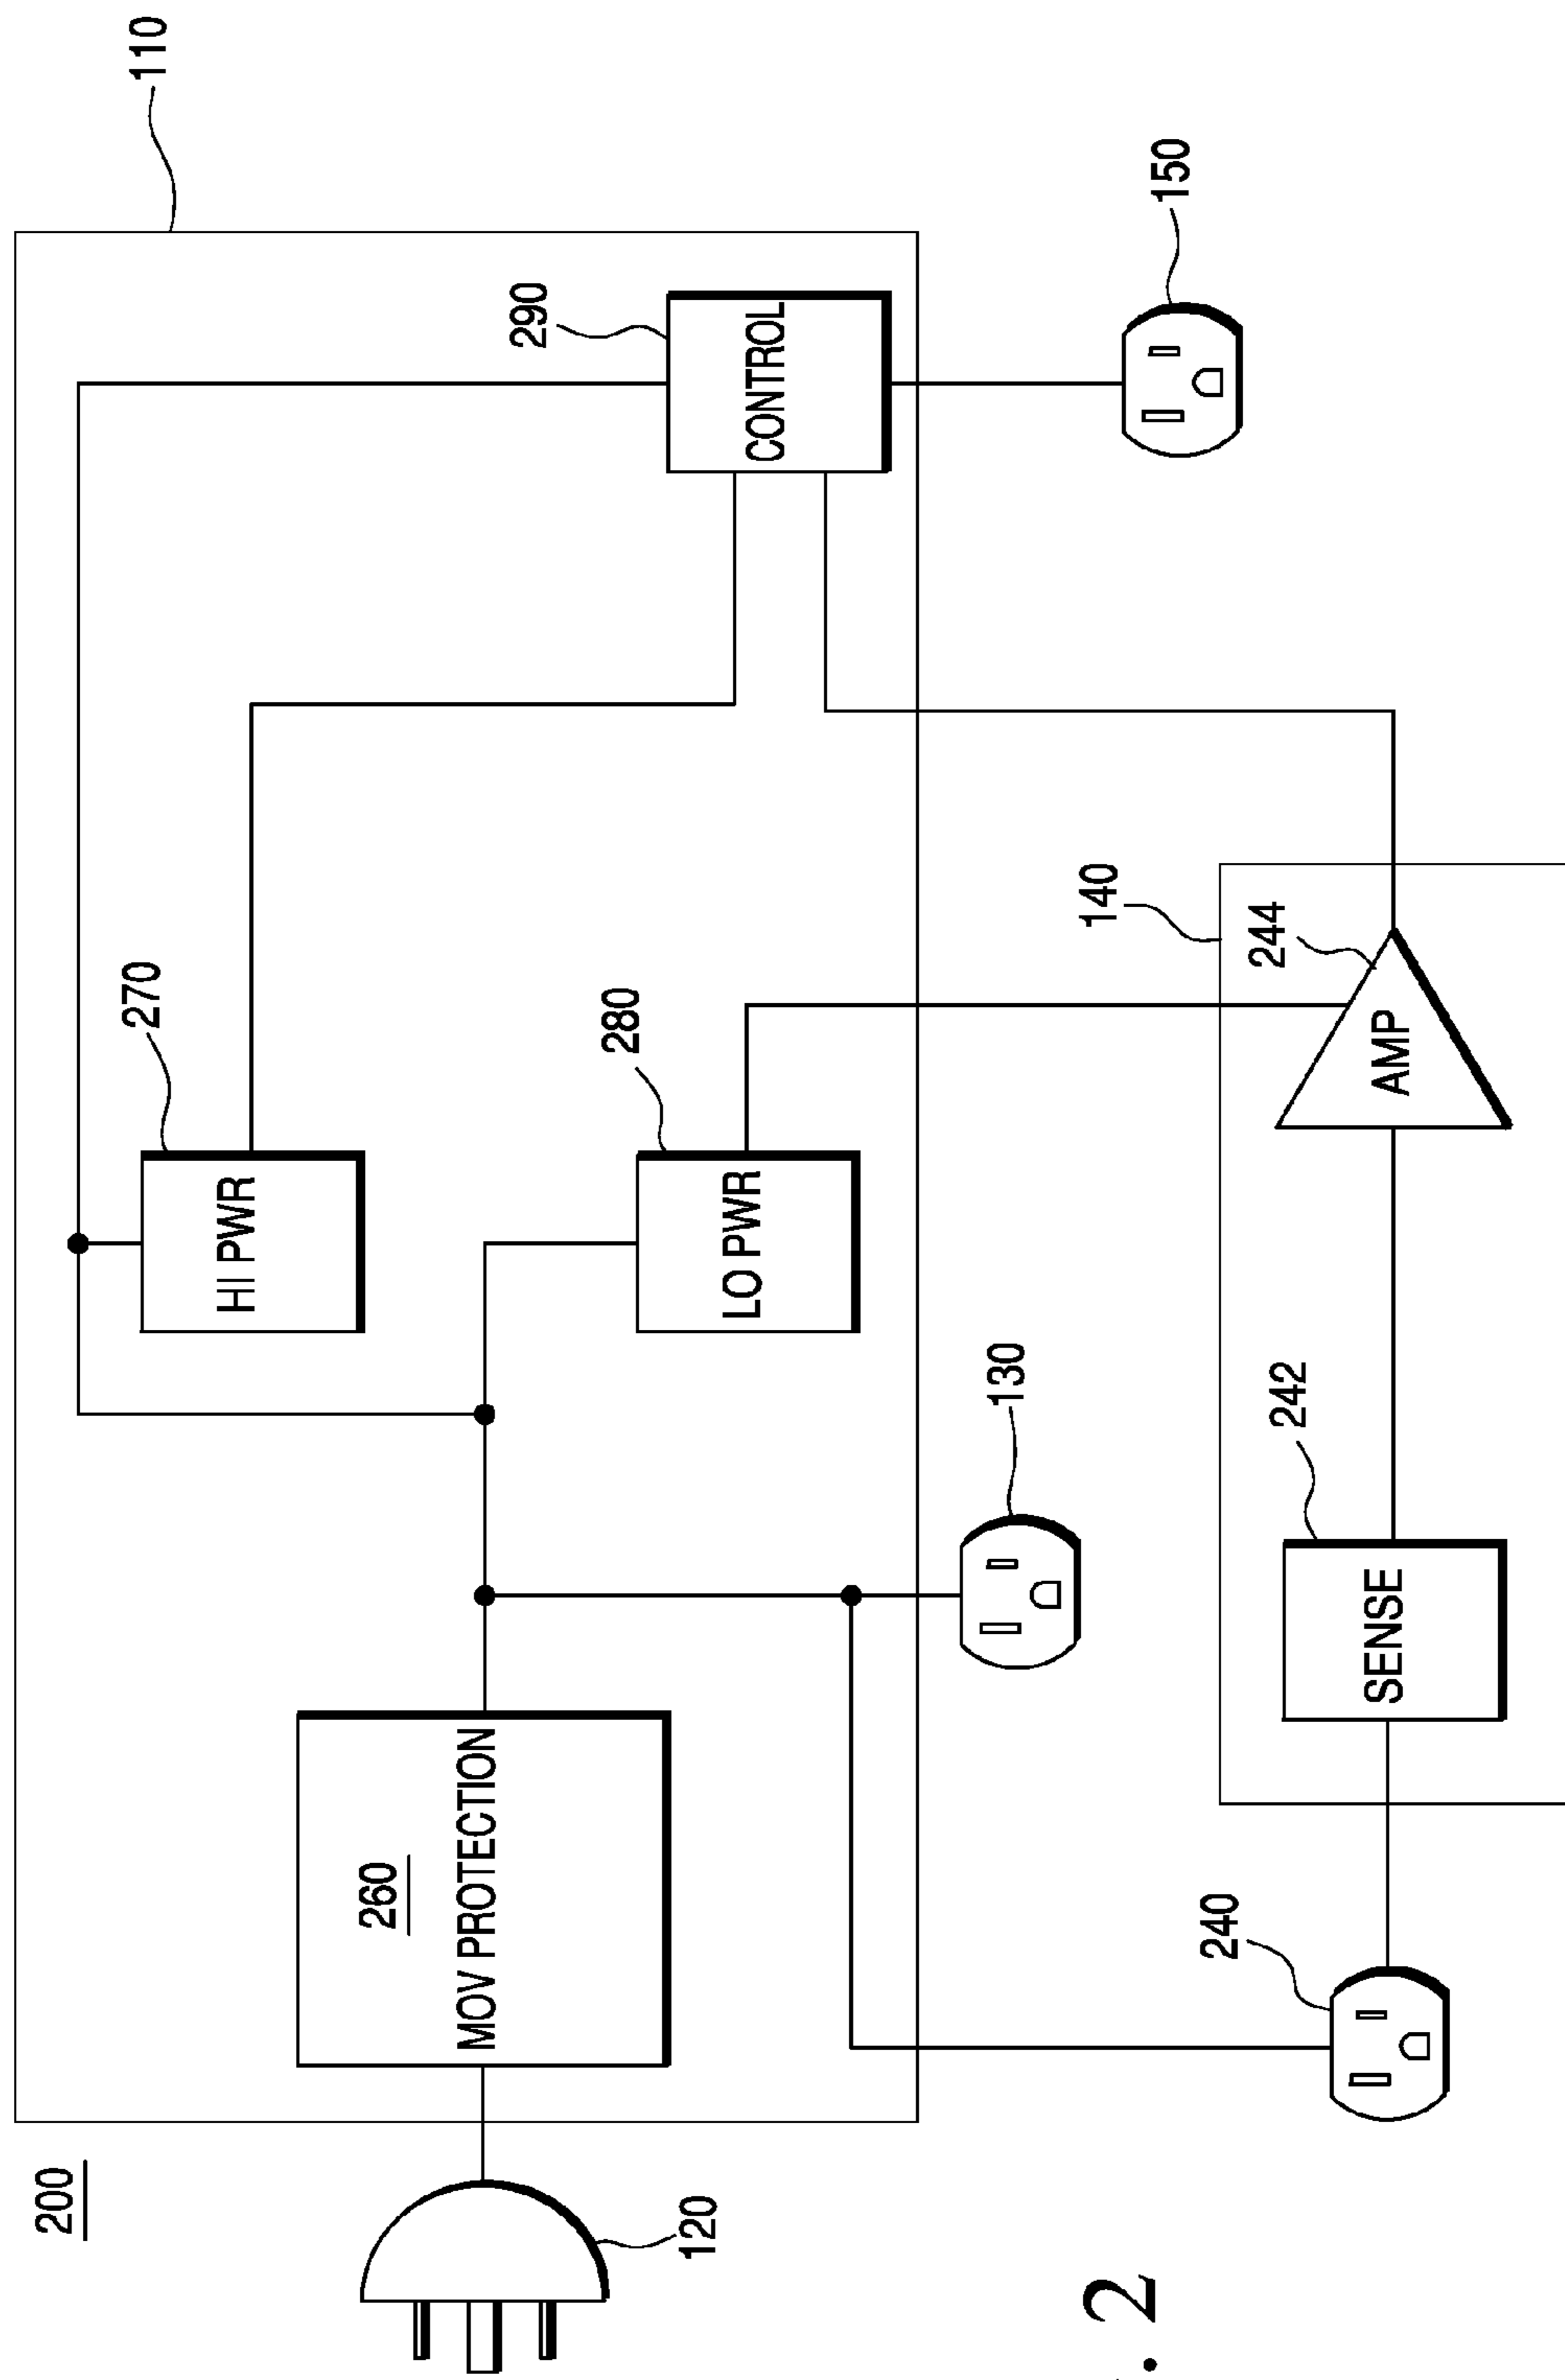 200
110
120
260
MOV PROTECTION
270
HI PWR
280
LO PWR
290
CONTROL
130
150
140
240
242
SENSE
244
AMP
. 2